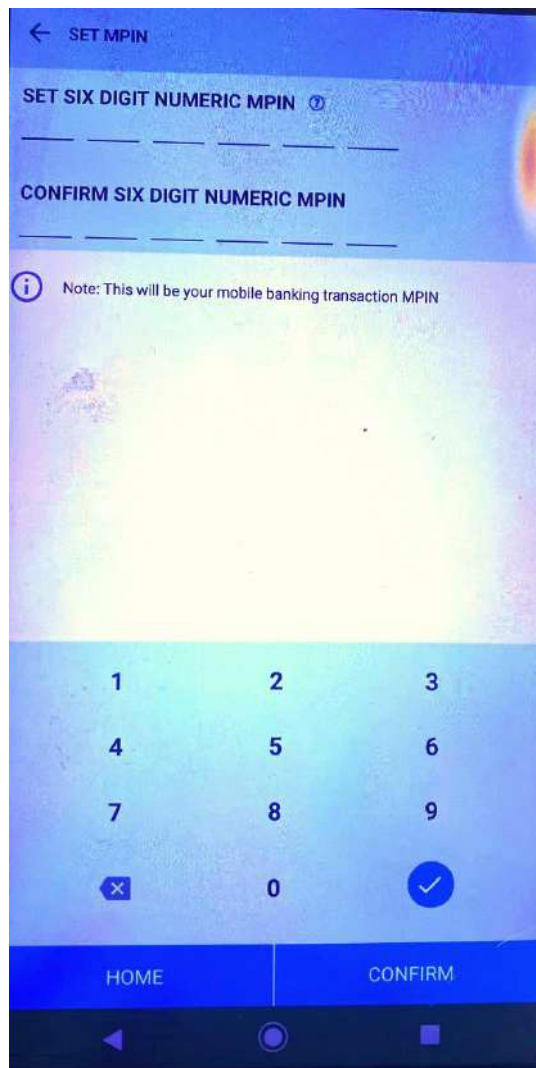 SET MPIN
SET SIX DIGIT NUMERIC MPIN ?
CONFIRM SIX DIGIT NUMERIC MPIN
i Note: This will be your mobile banking transaction MPIN
1 2 3
4 5 6
7 8 9
0
HOME CONFIRM